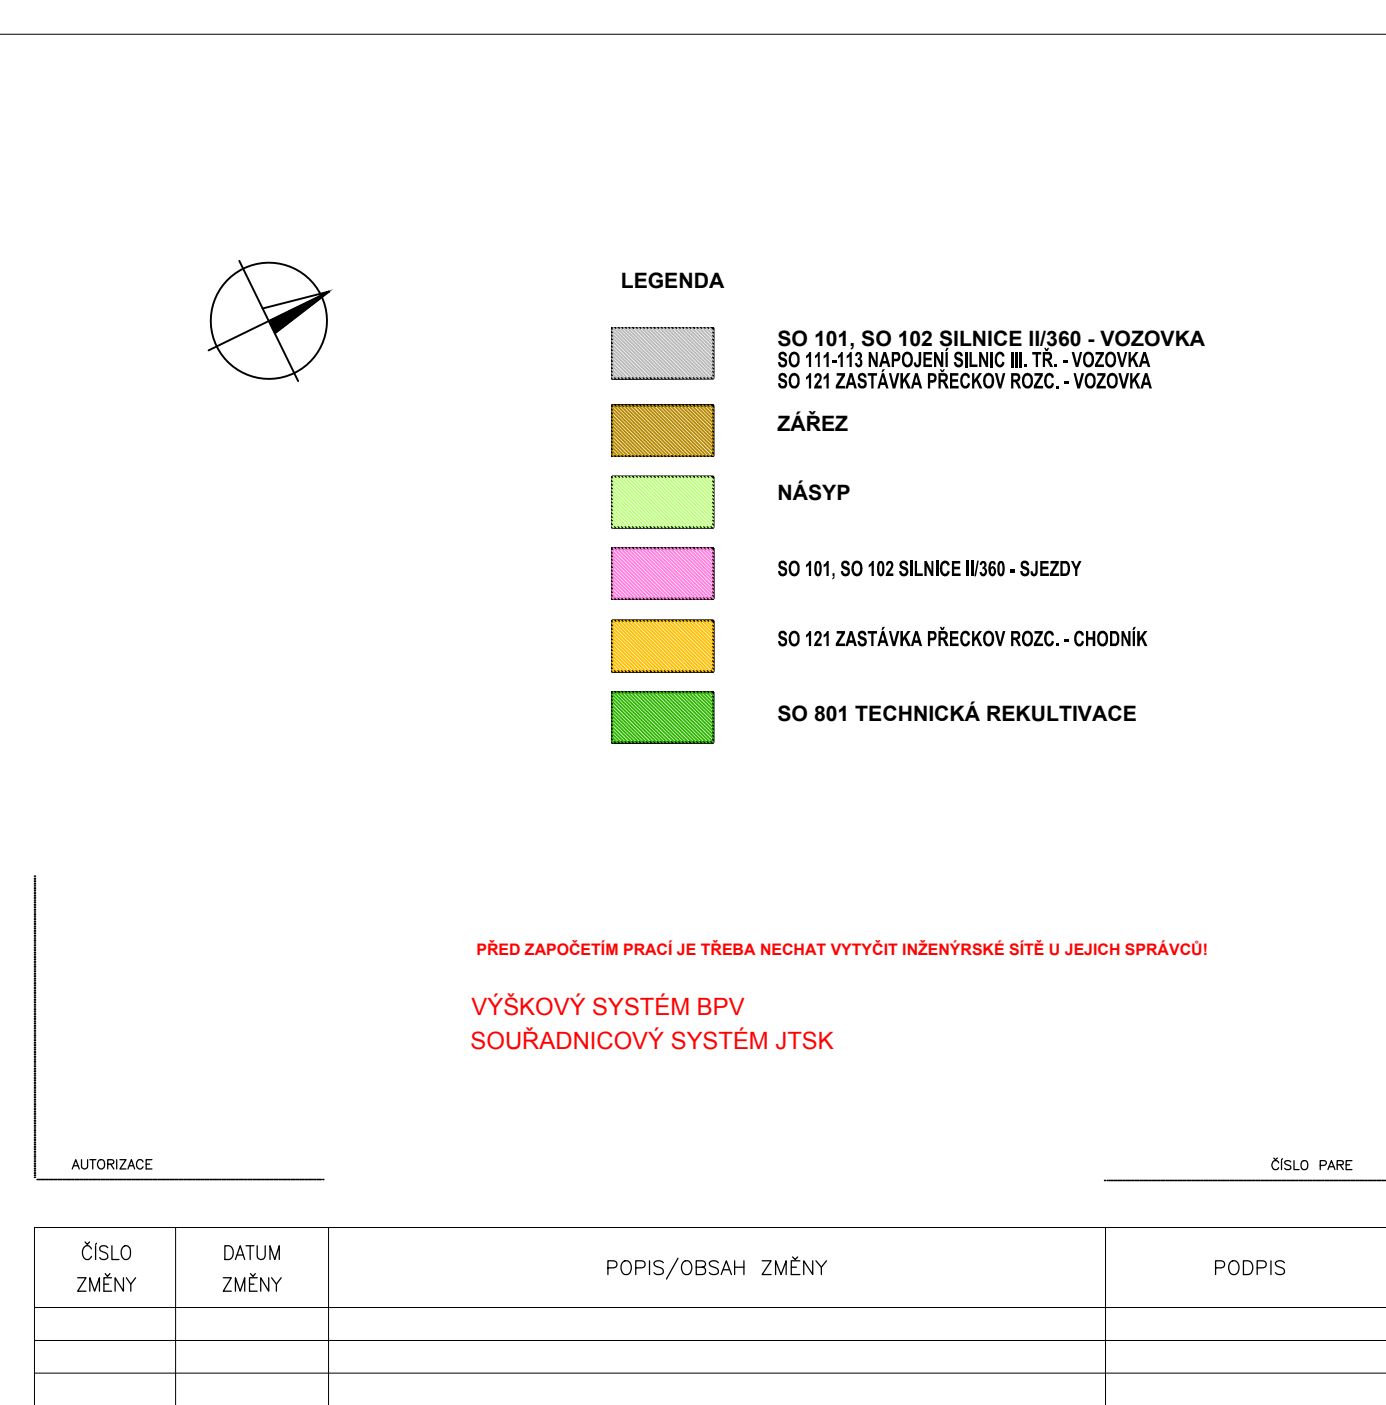 LEGENDA
SO 101, SO 102 SILNICE II/360 - VOZOVKA
SO 111-113 NAPOJENÍ SILNIC III. TŘ. - VOZOVKA
SO 121 ZASTÁVKA PŘECKOV ROZC. - VOZOVKA
ZÁŘEZ
NÁSYP
SO 101, SO 102 SILNICE II/360 - SJEZDY
SO 121 ZASTÁVKA PŘECKOV ROZC. - CHODNÍK
SO 801 TECHNICKÁ REKULTIVACE
PŘED ZAPOČETÍM PRACÍ JE TŘEBA NECHAT VYTYČIT INŽENÝRSKÉ SÍTĚ U JEJICH SPRÁVCŮ!
VÝŠKOVÝ SYSTÉM BPV
SOUŘADNICOVÝ SYSTÉM JTSK
AUTORIZACE
ČÍSLO PARE
ČÍSLO
ZMĚNY
DATUM
ZMĚNY
POPIS/OBSAH ZMĚNY
PODPIS